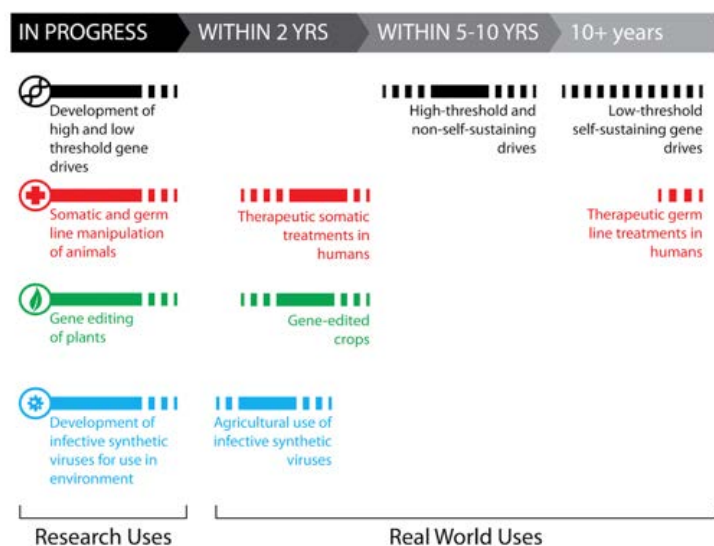 IN PROGRESS
WITHIN 2 YRS
WITHIN 5-10 YRS
10+ years
Development of
high and low
threshold gene
drives
High-threshold and
non-self-sustaining
drives
Low-threshold
self-sustaining gene
drives
Somatic and germ
line manipulation
of animals
Therapeutic somatic
treatments in
humans
Therapeutic germ
line treatments in
humans
Gene editing
of plants
Gene-edited
crops
Development of
infective synthetic
viruses for use in
environment
Agricultural use of
infective synthetic
viruses
Research Uses
Real World Uses